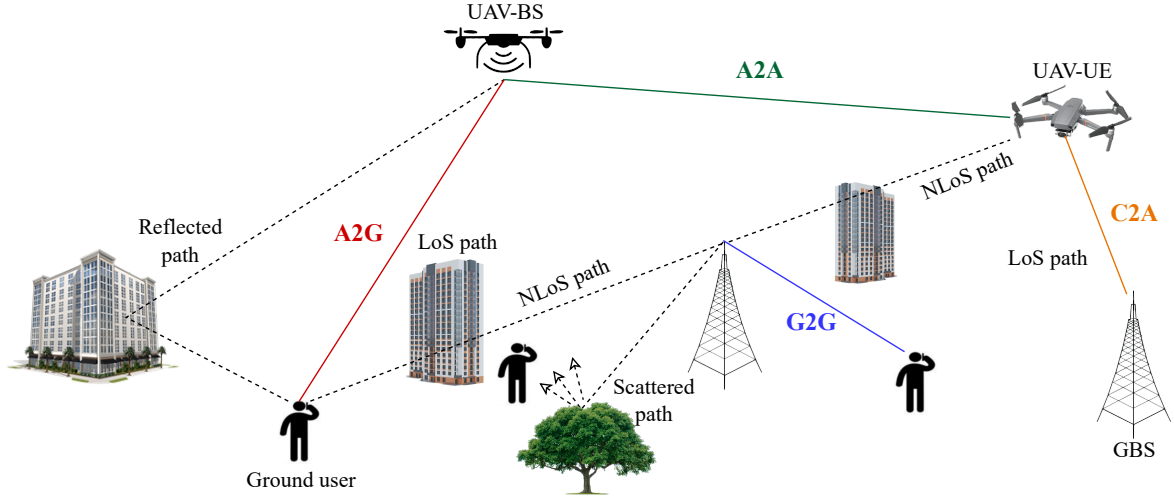 UAV-BS
A2A
UAV-UE
NLoS path
C2A
Reflected
path
A2G
LoS path
NLoS path
LoS path
G2G
Scattered
path
GBS
Ground user